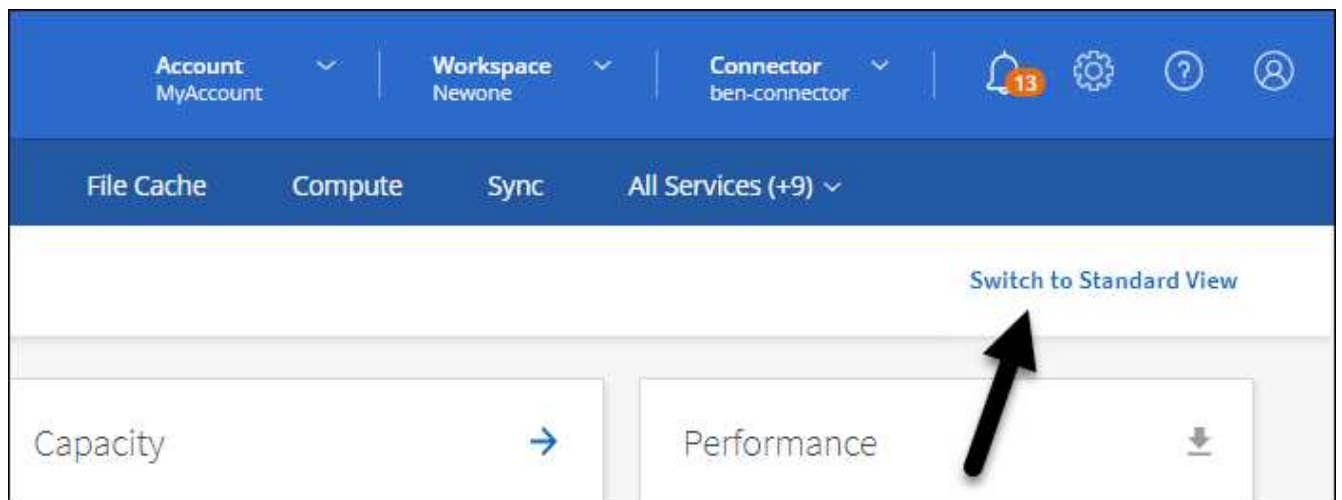 Account
MyAccount
Workspace
Newone
Connector
ben-connector
13
File Cache Compute Sync All Services (+9)
Switch to Standard View
Capacity
Performance